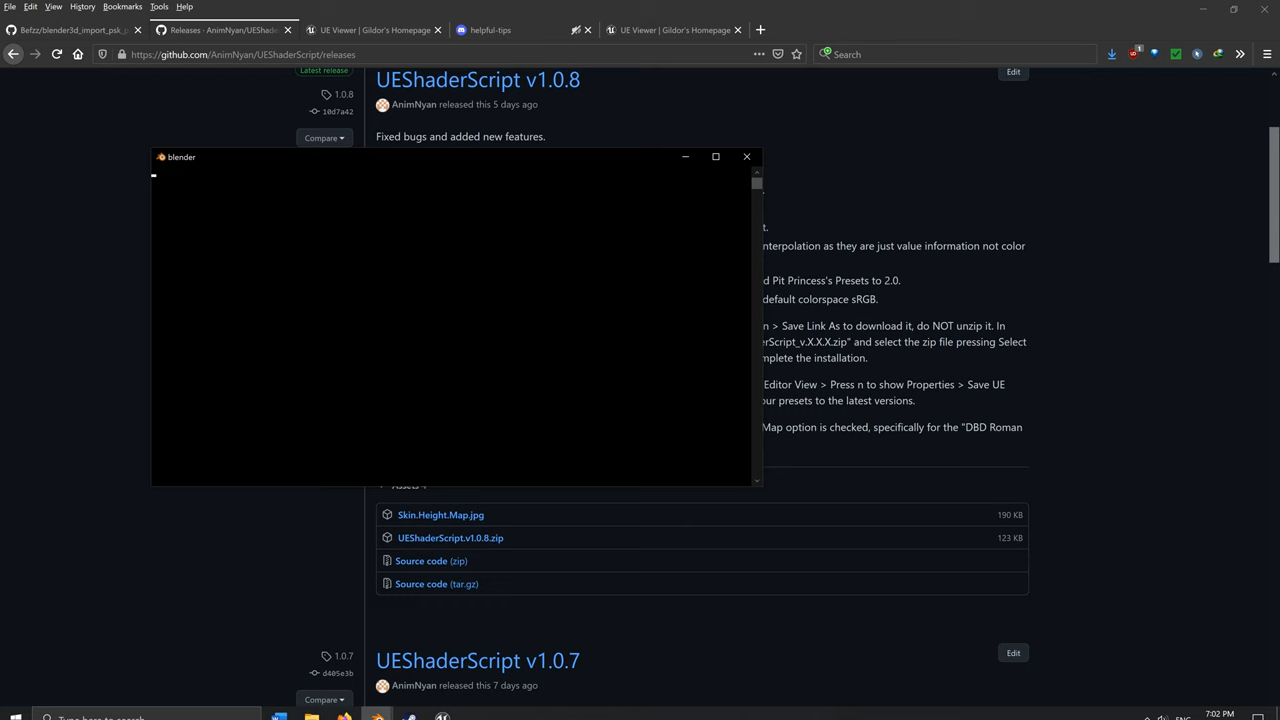 File Edit View History Bookmarks Tools Help
Befzz/blender3d_import_psk_p
Releases · AnimNyan/UEShade
UE Viewer | Gildor's Homepage
helpful-tips
UE Viewer | Gildor's Homepage
https://github.com/AnimNyan/UEShaderScript/releases
Search
1
Latest release
UEShaderScript v1.0.8
Edit
1.0.8
AnimNyan released this 5 days ago
10d7a42
Compare
Fixed bugs and added new features.
blender
t.
nterpolation as they are just value information not color
d Pit Princess's Presets to 2.0.
default colorspace sRGB.
n > Save Link As to download it, do NOT unzip it. In
erScript_v.X.X.X.zip" and select the zip file pressing Select
mplete the installation.
Editor View > Press n to show Properties > Save UE
our presets to the latest versions.
Map option is checked, specifically for the "DBD Roman
Skin.Height.Map.jpg
190 KB
UEShaderScript.v1.0.8.zip
123 KB
Source code (zip)
Source code (tar.gz)
1.0.7
UEShaderScript v1.0.7
Edit
d405e3b
AnimNyan released this 7 days ago
Compare
Type here to search
ENG
7:02 PM